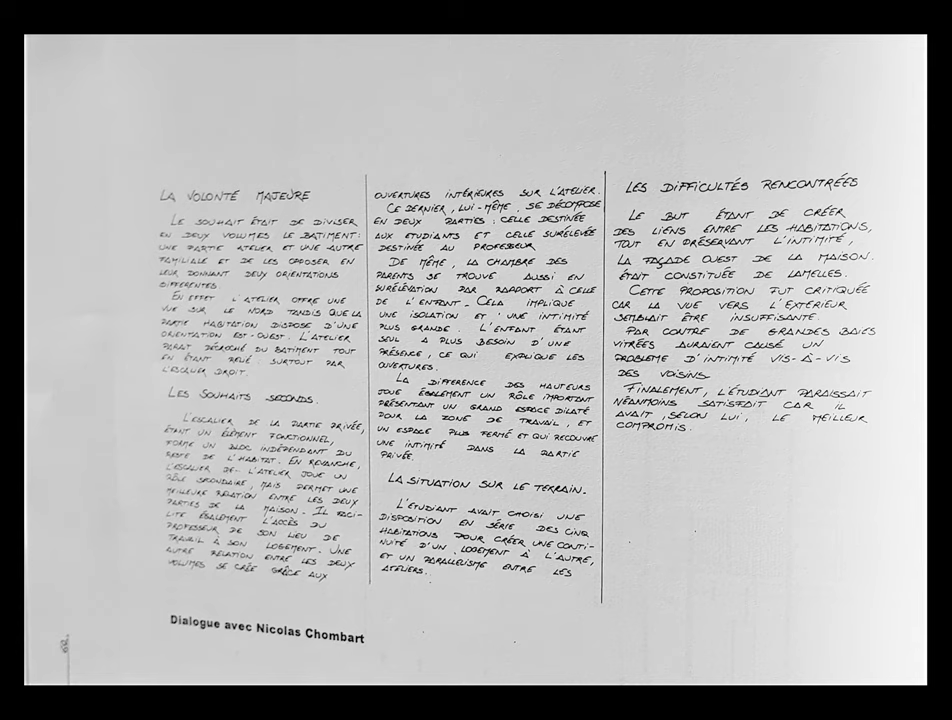 LA VOLONTÉ MAJEURE
LE SOUHAIT ÉTAIT DE DIVISER
EN DEUX VOLUMES LE BATIMENT:
UNE PARTIE ATELIER ET UNE AUTRE
FAMILIALE ET DE LES OPPOSER EN
LEUR DONNANT DEUX ORIENTATIONS
DIFFERENTES
EN EFFET L'ATELIER OFFRE UNE
VUE SUR LE NORD TANDIS QUE LA
PARTIE HABITATION DISPOSE D'UNE
ORIENTATION EST-OUEST. L'ATELIER
PARAIT DÉCROCHÉ DU BATIMENT TOUT
EN ÉTANT RELIÉ SURTOUT PAR
L'ESCALIER DROIT.
LES SOUHAITS SECONDS.
L'ESCALIER DE LA PARTIE PRIVÉE,
ÉTANT UN ÉLÉMENT FONCTIONNEL,
FORME UN BLOC INDÉPENDANT DU
RESTE DE L'HABITAT. EN REVANCHE,
L'ESCALIER DE L'ATELIER JOUE UN
RÔLE SECONDAIRE, MAIS PERMET UNE
MEILLEURE RELATION ENTRE LES DEUX
PARTIES DE LA MAISON. IL FACI-
LITE ÉGALEMENT L'ACCÈS DU
PROFESSEUR DE SON LIEU DE
TRAVAIL À SON LOGEMENT. UNE
AUTRE RELATION ENTRE LES DEUX
VOLUMES SE CRÉE GRÂCE AUX
OUVERTURES INTÉRIEURES SUR L'ATELIER.
CE DERNIER, LUI-MÊME, SE DÉCOMPOSE
EN DEUX PARTIES : CELLE DESTINÉE
AUX ETUDIANTS ET CELLE SURÉLEVÉE
DESTINÉE AU PROFESSEUR
DE MÊME, LA CHAMBRE DES
PARENTS SE TROUVE AUSSI EN
SURÉLÉVATION PAR RAPPORT À CELLE
DE L'ENFANT. CELA IMPLIQUE
UNE ISOLATION ET UNE INTIMITÉ
PLUS GRANDE. L'ENFANT ÉTANT
SEUL A PLUS BESOIN D'UNE
PRÉSENCE, CE QUI EXPLIQUE LES
OUVERTURES.
LA DIFFERENCE DES HAUTEURS
JOUE ÉGALEMENT UN RÔLE IMPORTANT
PRÉSENTANT UN GRAND ESPACE DILATÉ
POUR LA ZONE DE TRAVAIL, ET
UN ESPACE PLUS FERMÉ ET QUI RECOUVRE
UNE INTIMITÉ DANS LA PARTIE
PRIVÉE.
LA SITUATION SUR LE TERRAIN.
L'ÉTUDIANT AVAIT CHOISI UNE
DISPOSITION EN SÉRIE DES CINQ
HABITATIONS POUR CRÉER UNE CONTI-
NUITÉ D'UN LOGEMENT À L'AUTRE,
ET UN PARALLELISME ENTRE LES
ATELIERS.
LES DIFFICULTÉS RENCONTRÉES
LE BUT ÉTANT DE CRÉER
DES LIENS ENTRE LES HABITATIONS,
TOUT EN PRÉSERVANT L'INTIMITÉ,
LA FAÇADE OUEST DE LA MAISON.
ÉTAIT CONSTITUÉE DE LAMELLES.
CETTE PROPOSITION FUT CRITIQUÉE
CAR LA VUE VERS L'EXTÉRIEUR
SEMBLAIT ÊTRE INSUFFISANTE.
PAR CONTRE DE GRANDES BAIES
VITRÉES AURAIENT CAUSÉ UN
PROBLEME D'INTIMITÉ VIS-À-VIS
DES VOISINS.
FINALEMENT, L'ÉTUDIANT PARAISSAIT
NÉANMOINS SATISFAIT CAR IL
AVAIT, SELON LUI, LE MEILLEUR
COMPROMIS.
Dialogue avec Nicolas Chombart